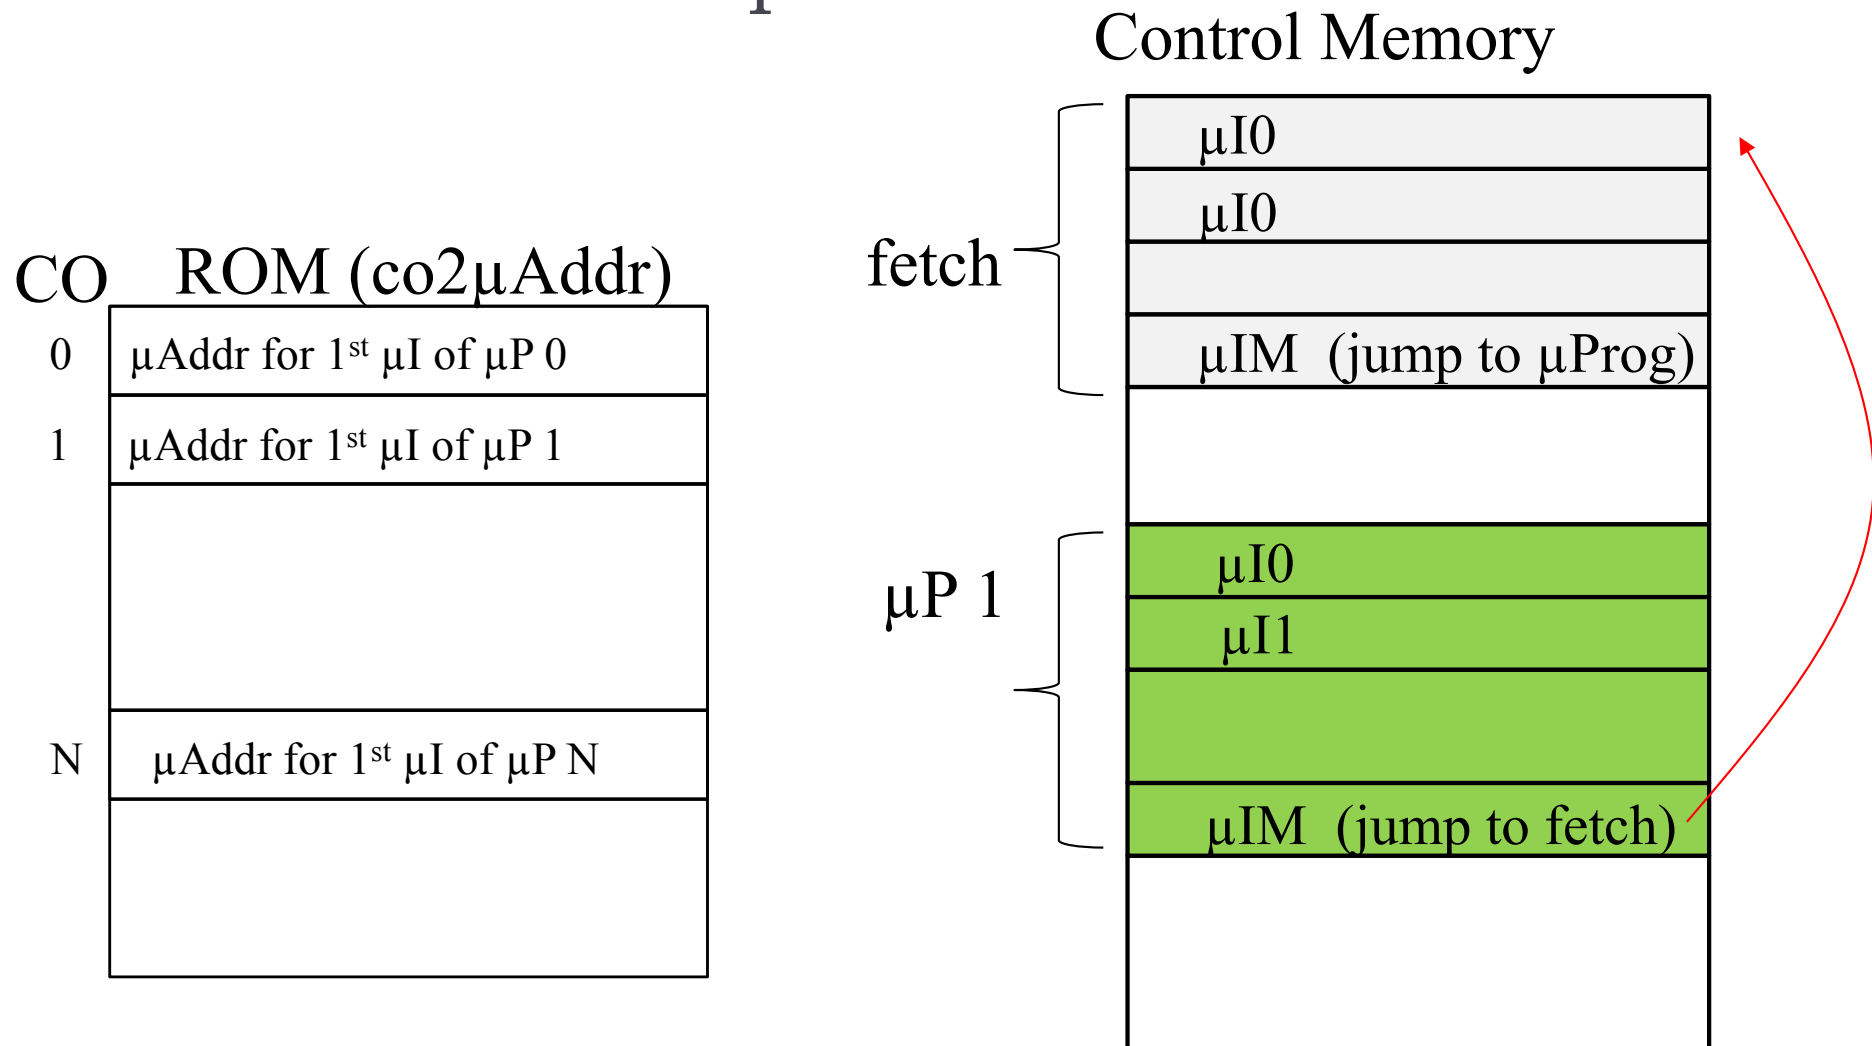 Control Memory
µI0
µI0
fetch
µIM (jump to µProg)
CO ROM (co2µAddr)
0 µAddr for 1st µI of µP 0
1 µAddr for 1st µI of µP 1
N µAddr for 1st µI of µP N
µP 1
µI0
µI1
µIM (jump to fetch)